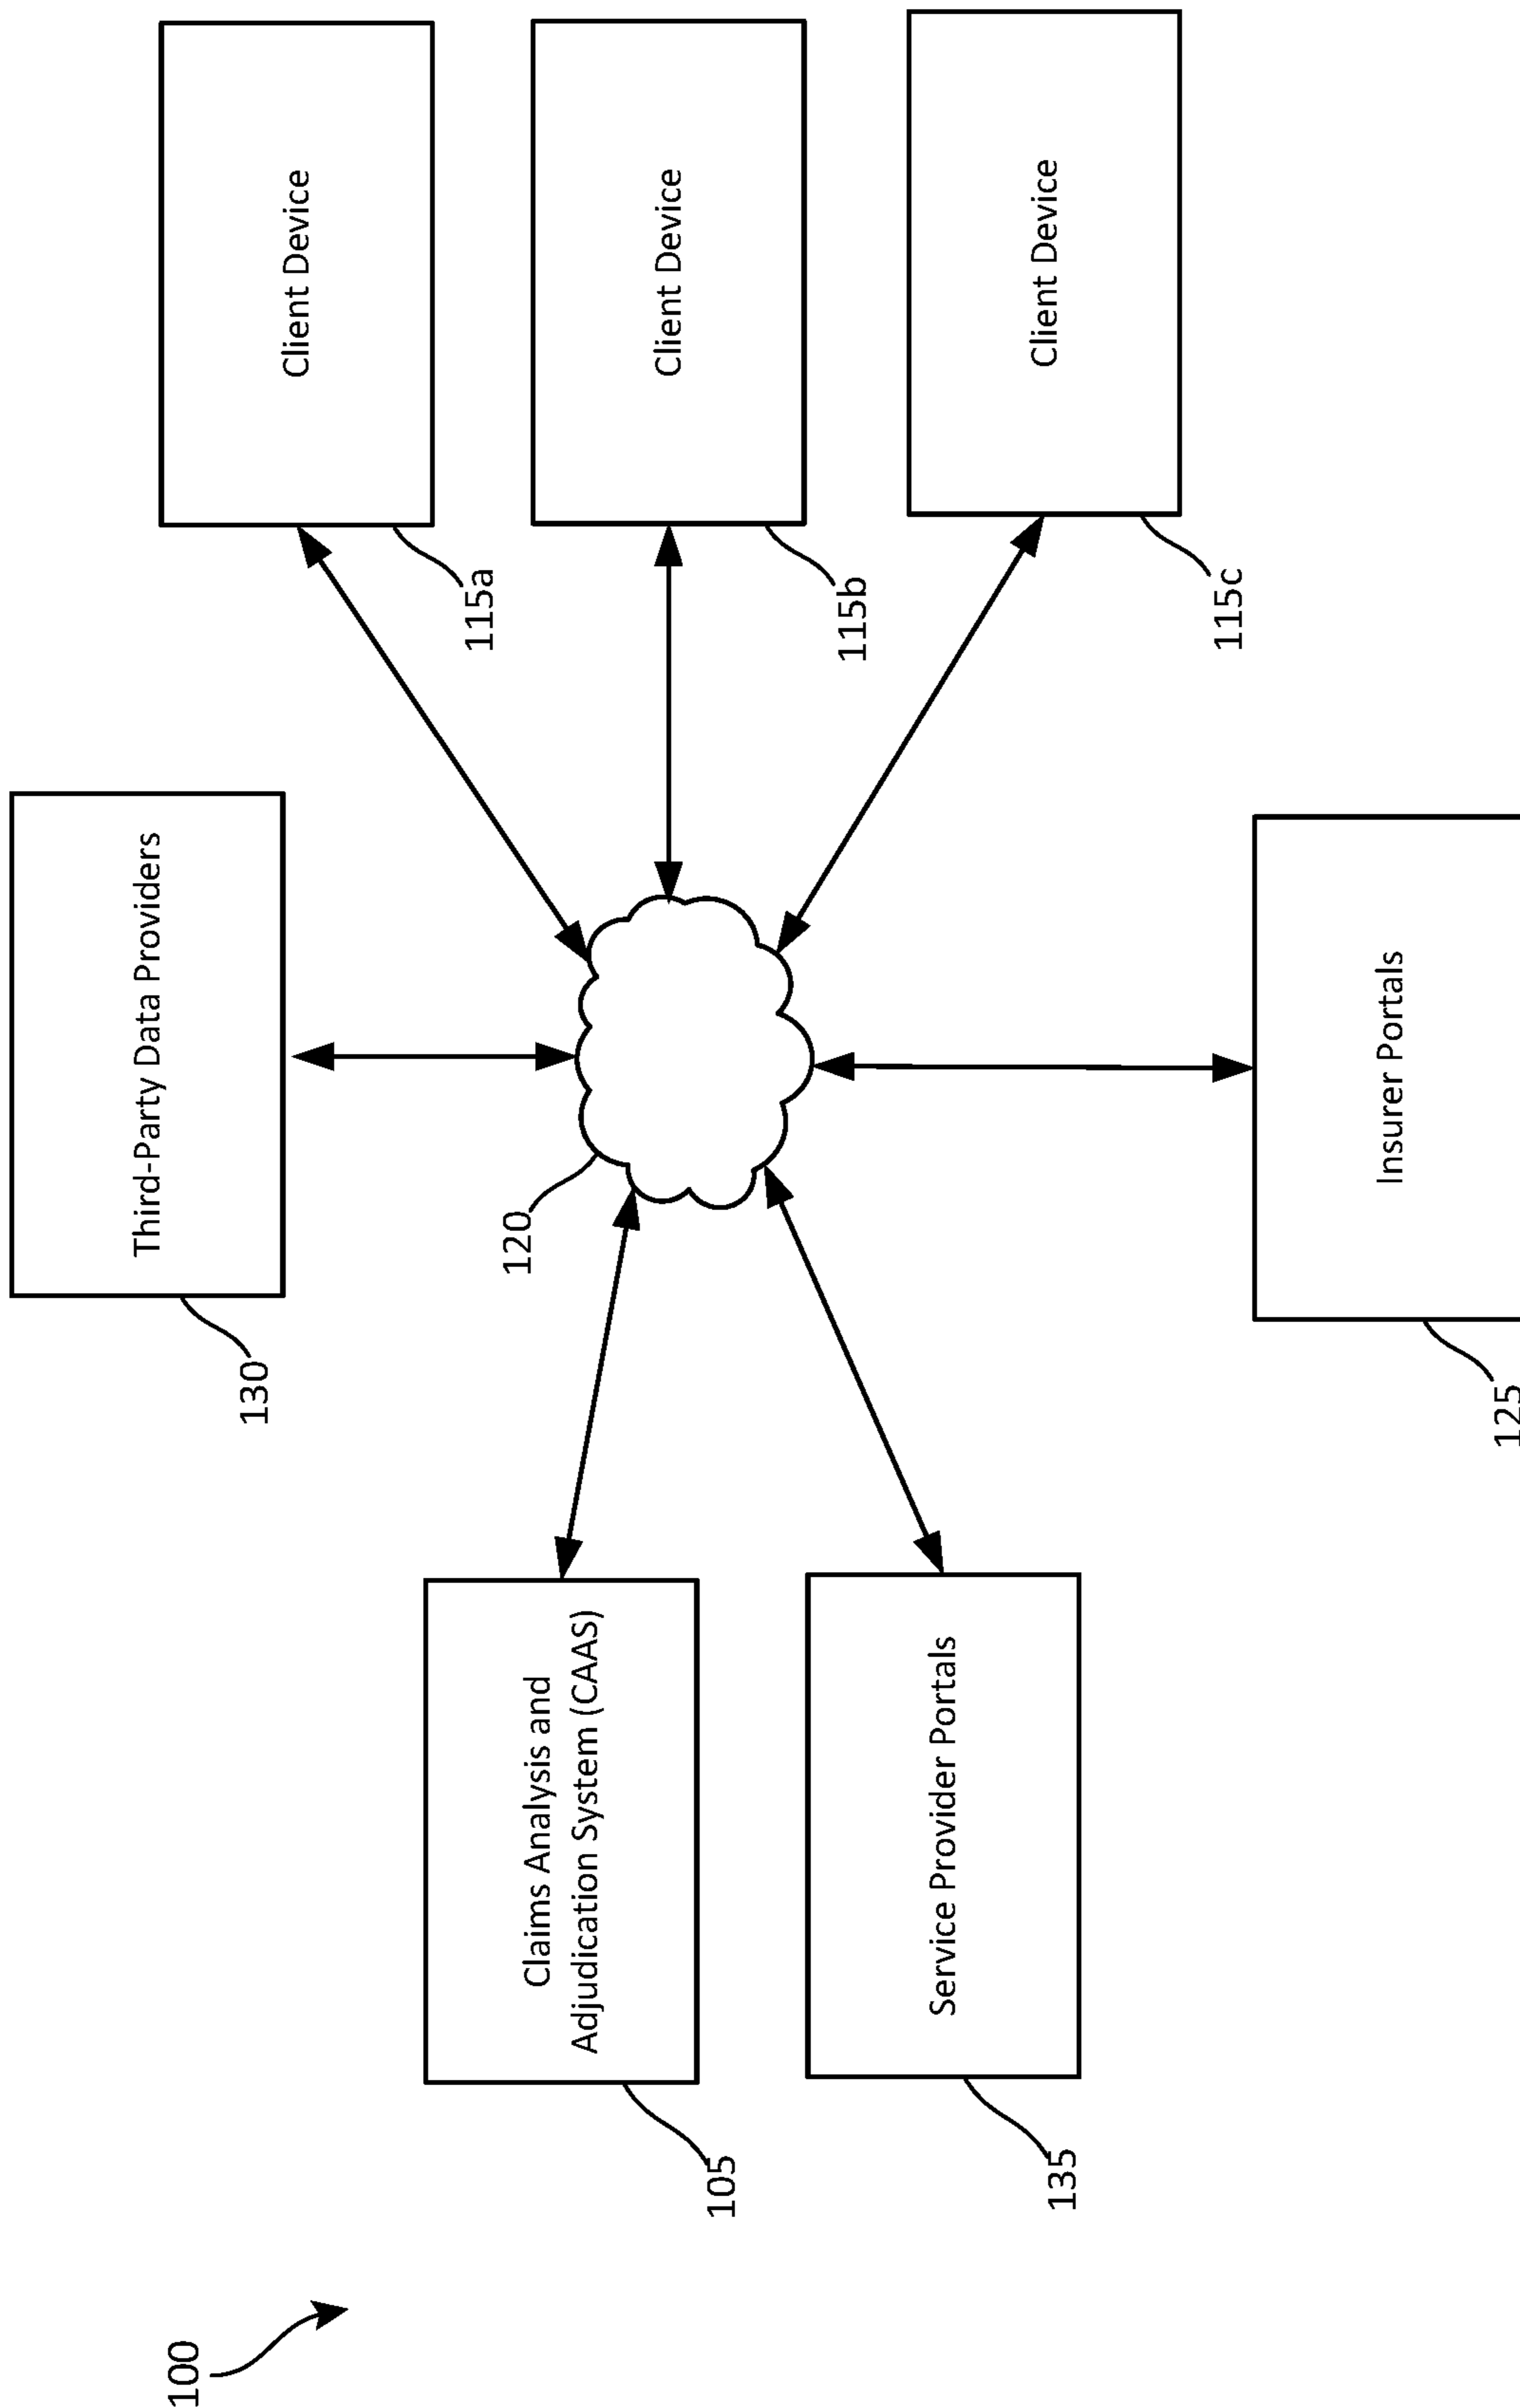 100
Third-Party Data Providers
130
Claims Analysis and
Adjudication System (CAAS)
105
120
Client Device
115a
Client Device
115b
Service Provider Portals
135
Client Device
115c
Insurer Portals
125